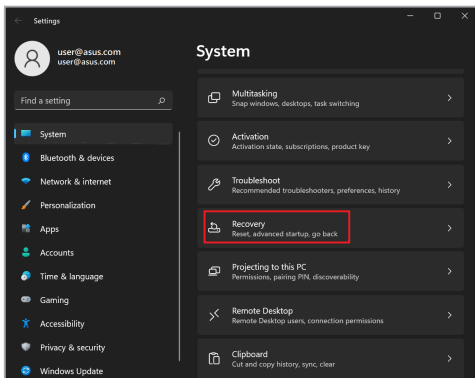 Settings
user@asus.com
user@asus.com
Find a setting
System
Bluetooth & devices
Network & internet
Personalization
Apps
Accounts
Time & language
Gaming
Accessibility
Privacy & security
Windows Update
System
Multitasking
Snap windows, desktops, task switching
Activation
Activation state, subscriptions, product key
Troubleshoot
Recommended troubleshooters, preferences, history
Recovery
Reset, advanced startup, go back
Projecting to this PC
Permissions, pairing PIN, discoverability
Remote Desktop
Remote Desktop users, connection permissions
Clipboard
Cut and copy history, sync, clear